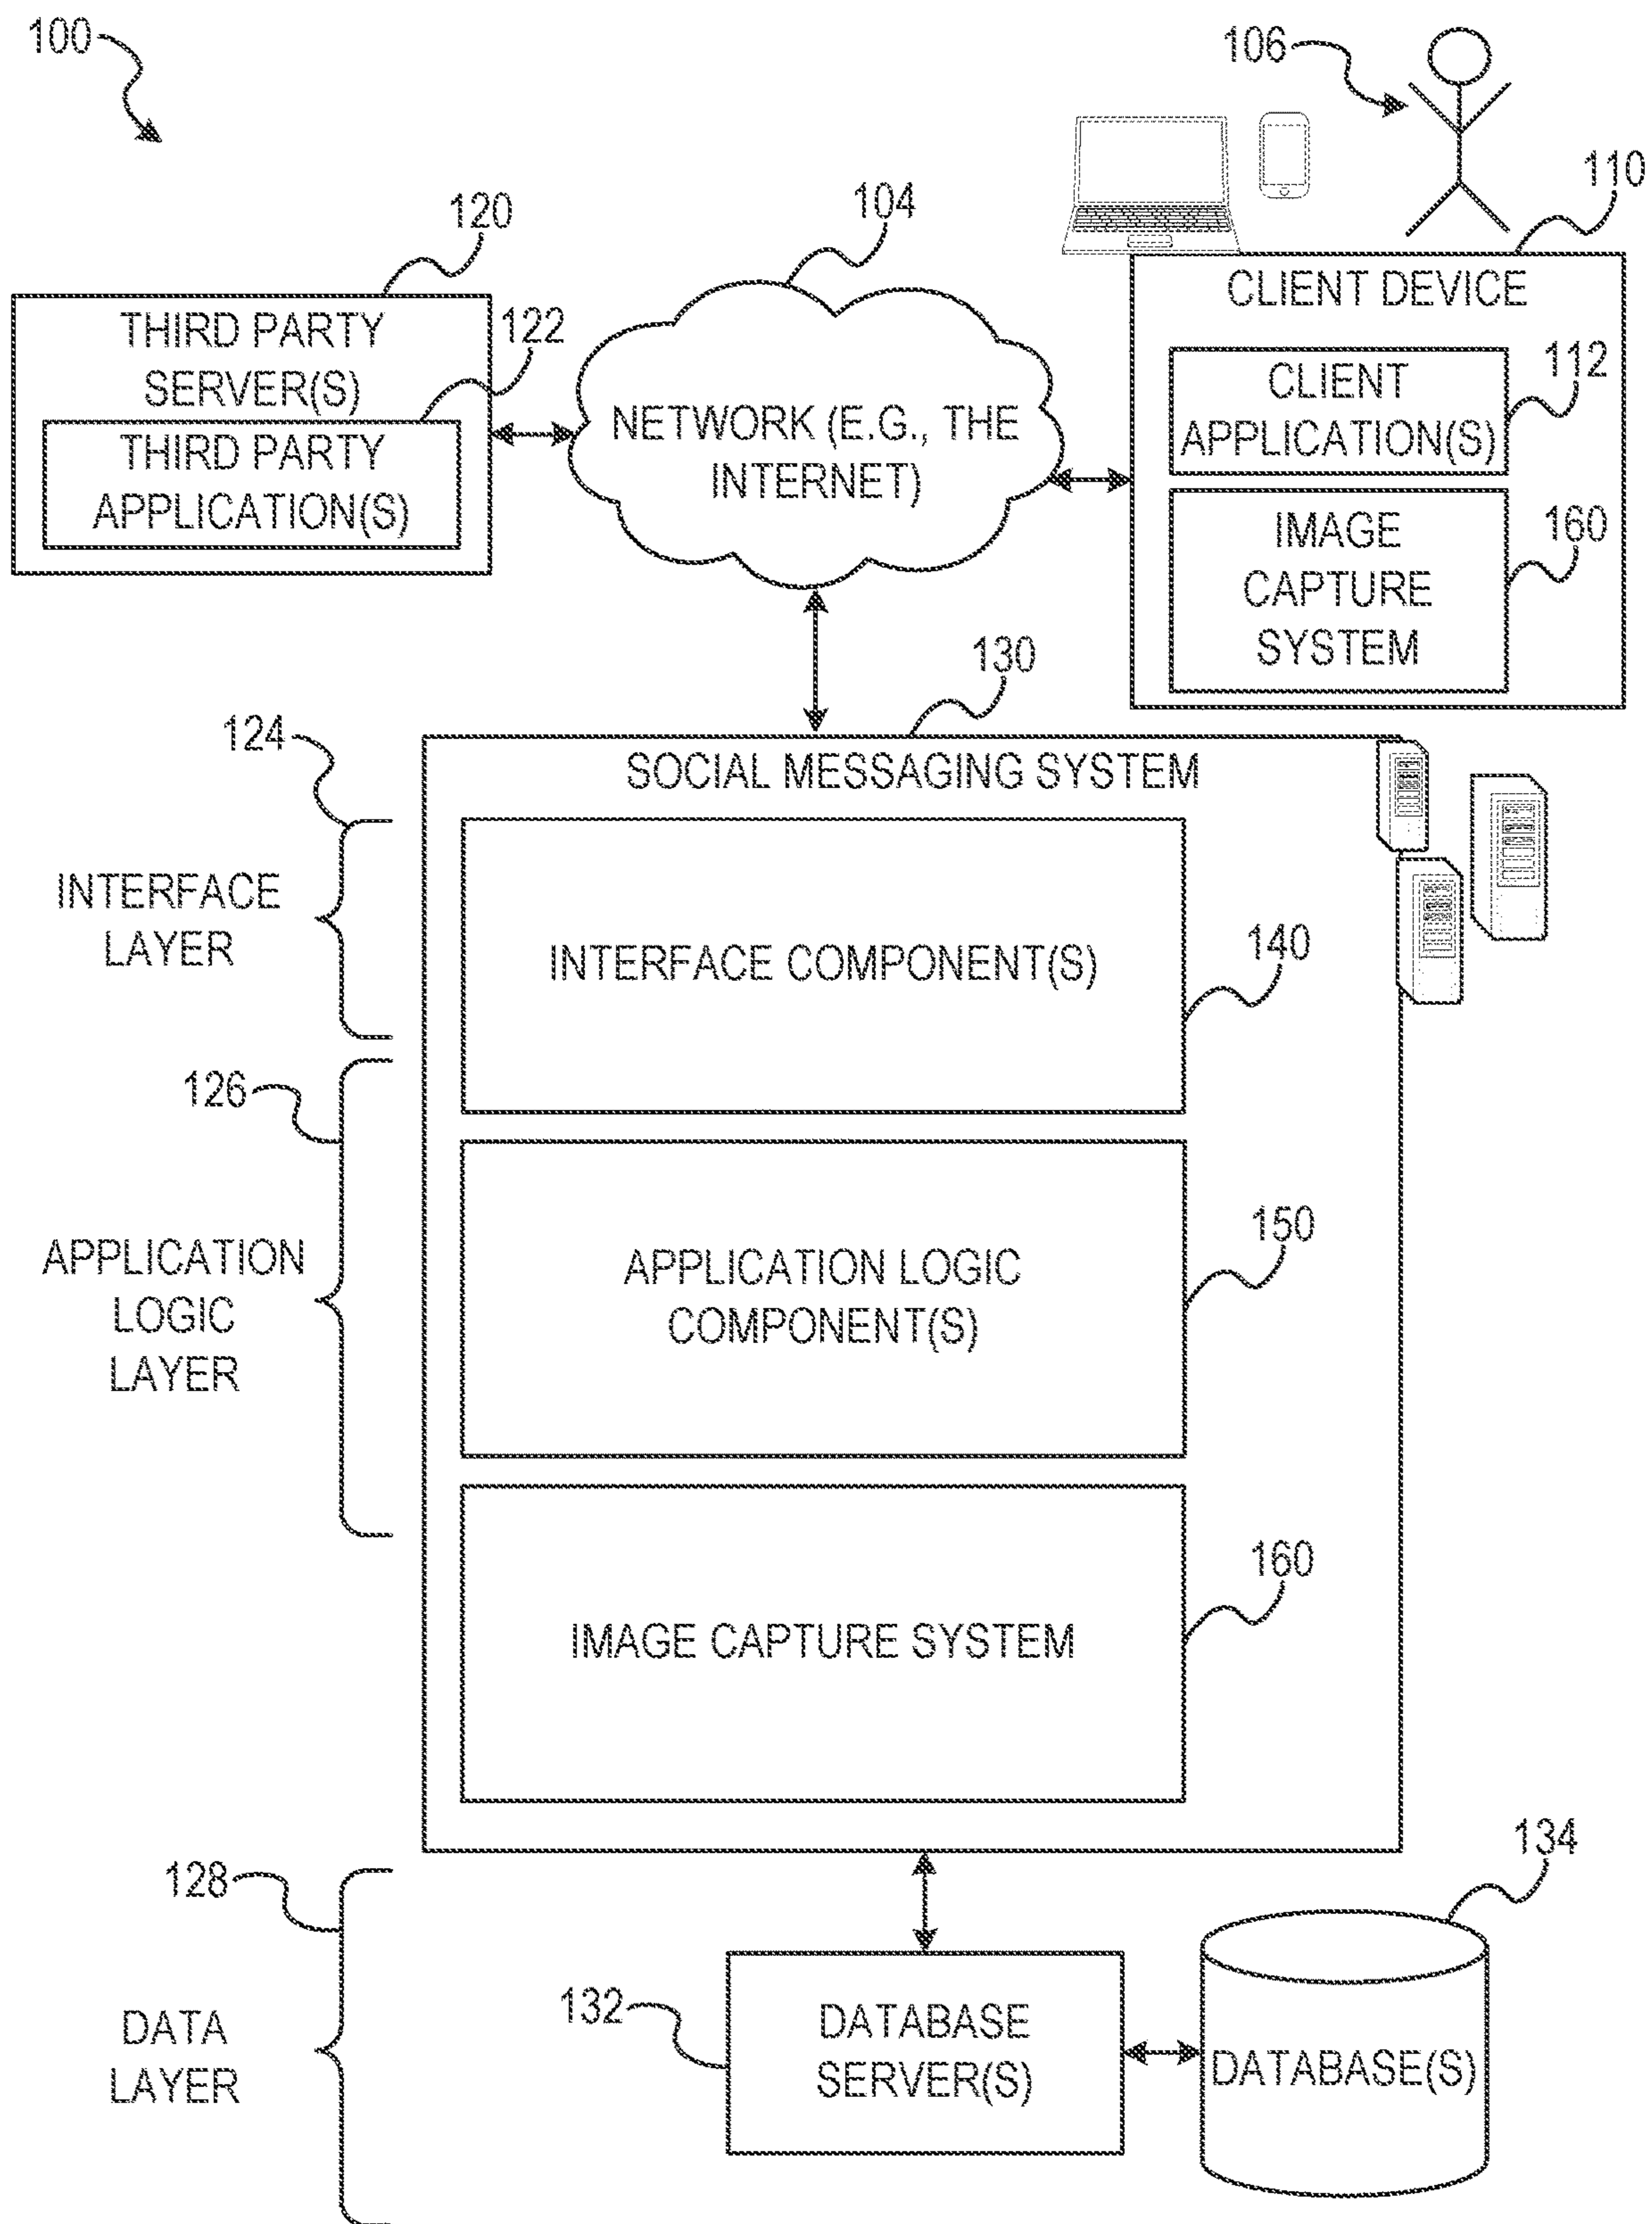 100
106
110
120
104
CLIENT DEVICE
THIRD PARTY
SERVER(S)
122
112
CLIENT
APPLICATION(S)
NETWORK (E.G., THE
INTERNET)
THIRD PARTY
APPLICATION(S)
160
IMAGE
CAPTURE
SYSTEM
130
124
SOCIAL MESSAGING SYSTEM
INTERFACE
LAYER
INTERFACE COMPONENT(S)
140
126
150
APPLICATION
LOGIC
LAYER
APPLICATION LOGIC
COMPONENT(S)
160
IMAGE CAPTURE SYSTEM
134
128
132
DATA
LAYER
DATABASE
SERVER(S)
DATABASE(S)